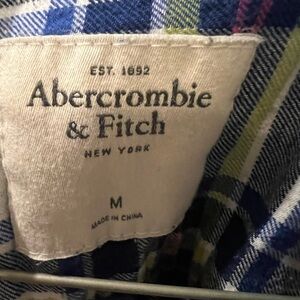 EST. 1892
Abercrombie
& Fitch
NEW YORK
M
MADE IN CHINA